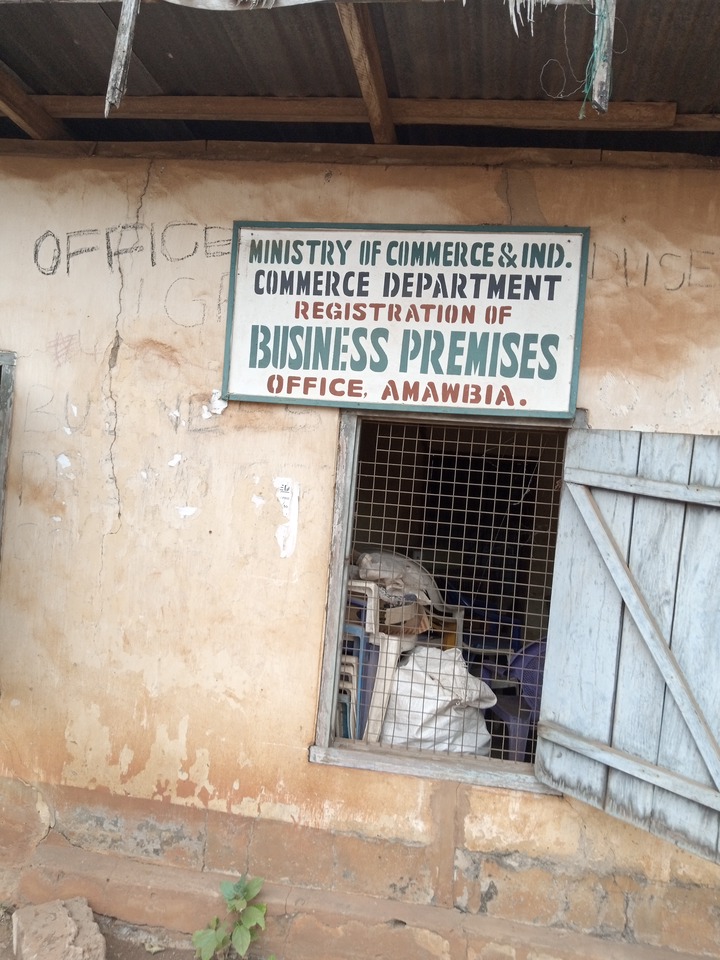 MINISTRY OF COMMERCE & IND.
COMMERCE DEPARTMENT
REGISTRATION OF
BUSINESS PREMISES
OFFICE, AMAWBIA.
OFFICE